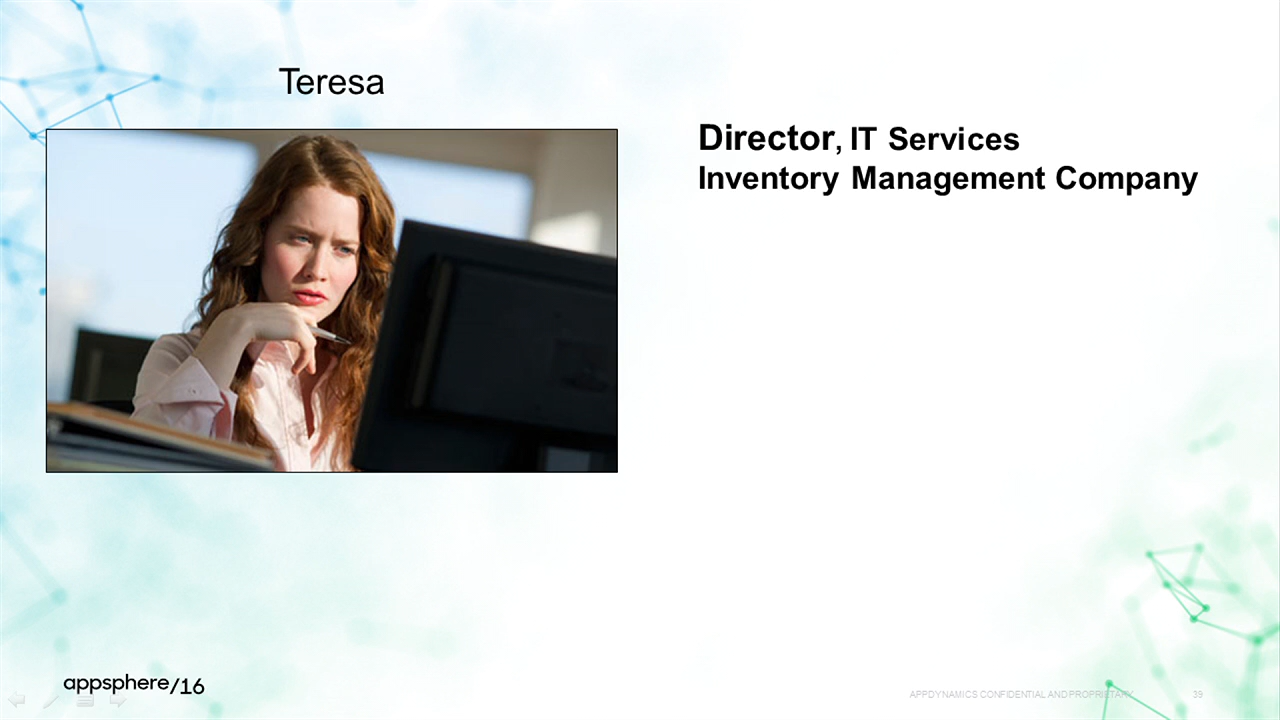 Teresa
Director, IT Services
Inventory Management Company
appsphere/16
APPDYNAMICS CONFIDENTIAL AND PROPRIETARY
39